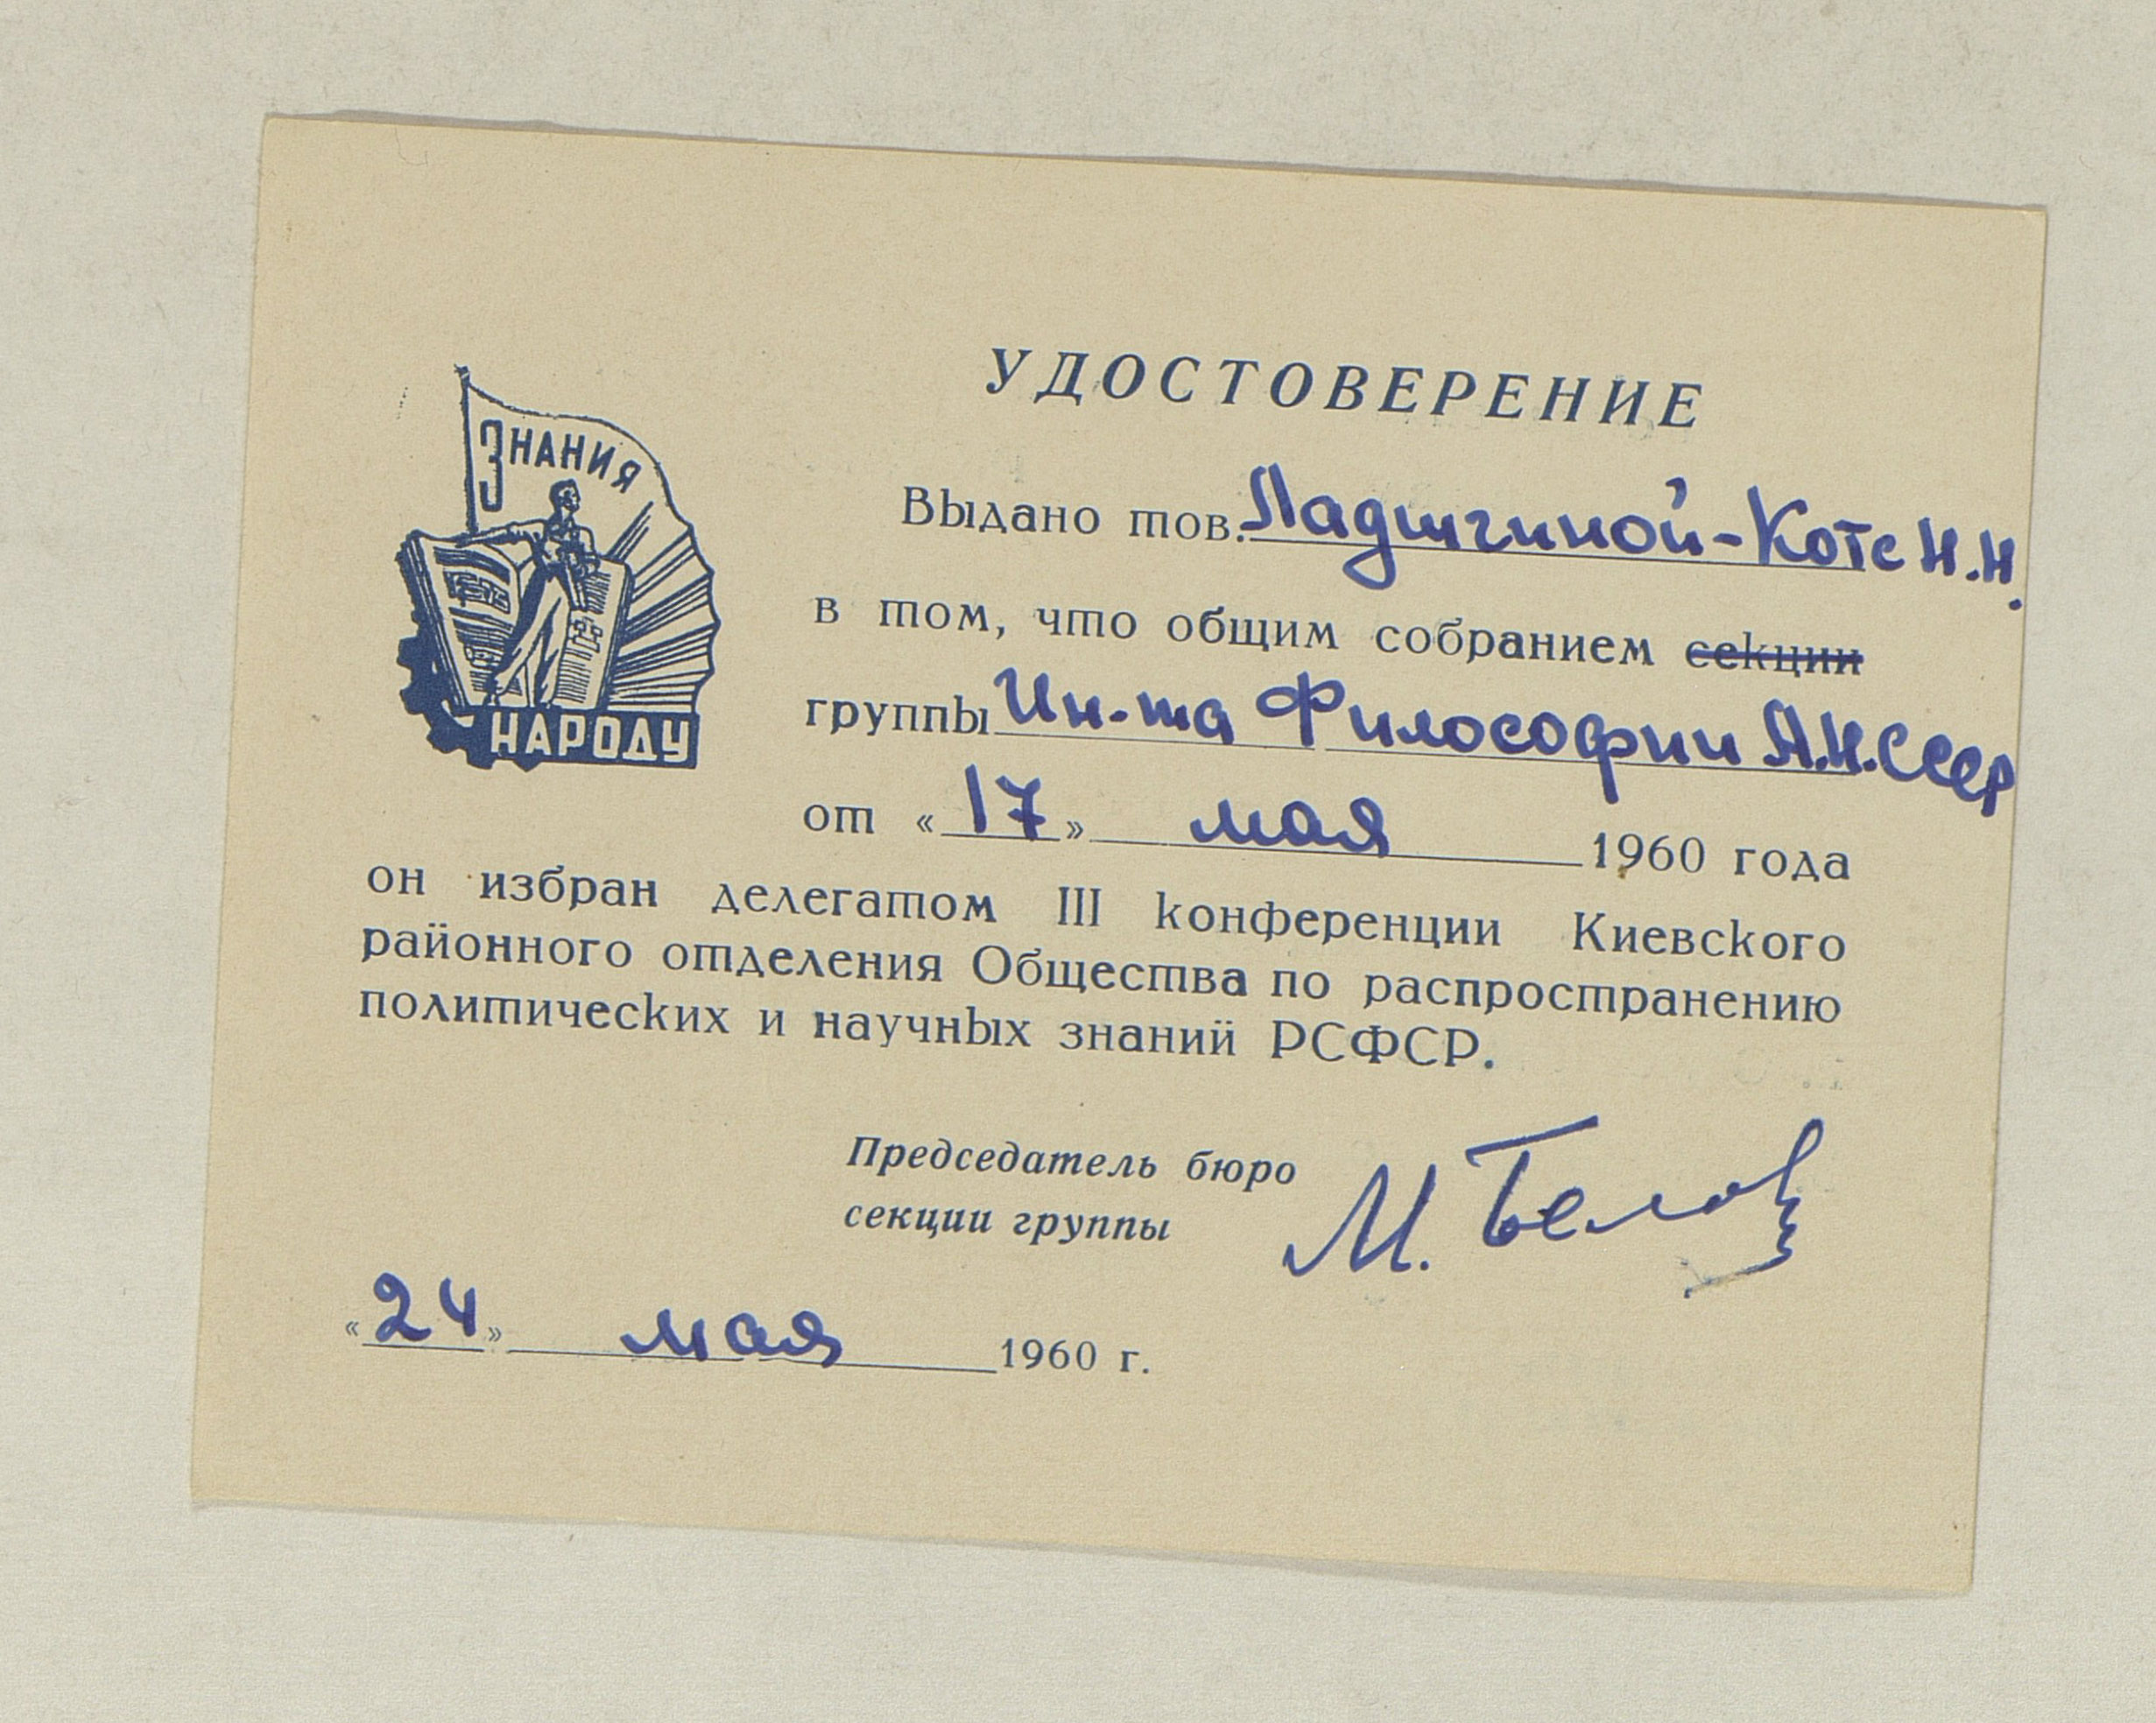 ЗНАНИЯ
НАРОДУ
УДОСТОВЕРЕНИЕ
Выдано тов. Ладыгиной-Коте Н.Н.
в том, что общим собранием секции
группы Ин-та Философии А.Н.СССР
от «17» мая 1960 года
он избран делегатом III конференции Киевского
районного отделения Общества по распространению
политических и научных знаний РСФСР.
Председатель бюро
секции группы М. Белов
«24» мая 1960 г.